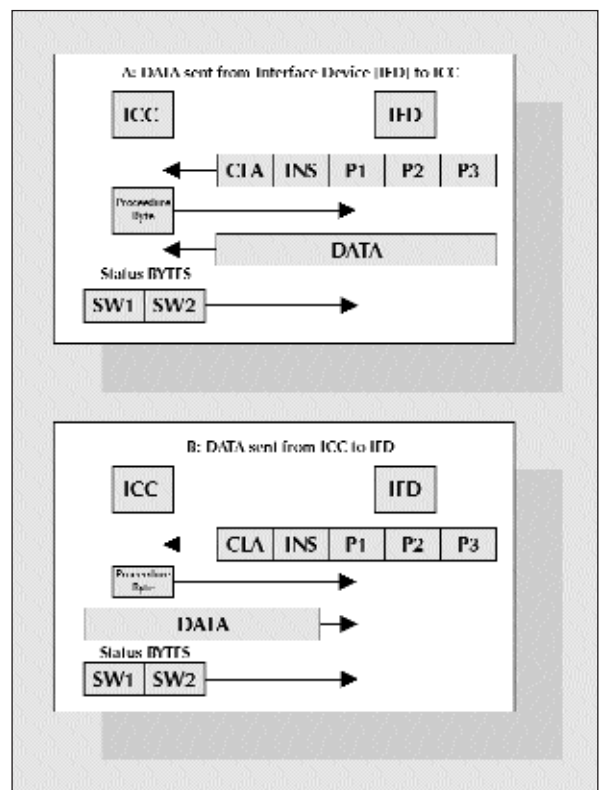 A: DATA sent from Interface Device [IFD] to ICC
ICC IFD
CLA INS P1 P2 P3
Proceedure
Byte
DATA
Status BYTES
SW1 SW2
B: DATA sent from ICC to IFD
ICC IFD
CLA INS P1 P2 P3
Proceedure
Byte
DATA
Status BYTES
SW1 SW2